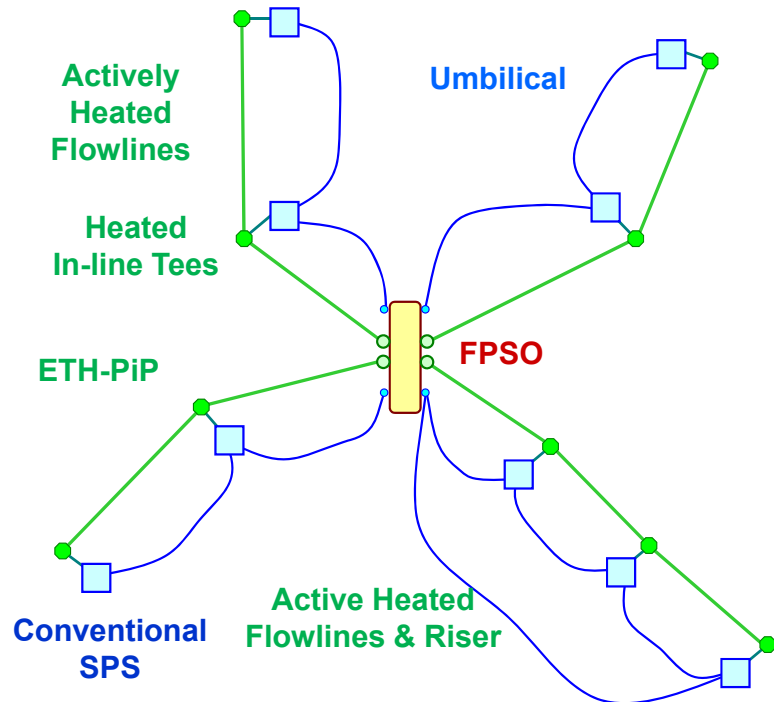 Actively
Heated
Flowlines
Umbilical
Heated
In-line Tees
FPSO
ETH-PiP
Active Heated
Flowlines & Riser
Conventional
SPS